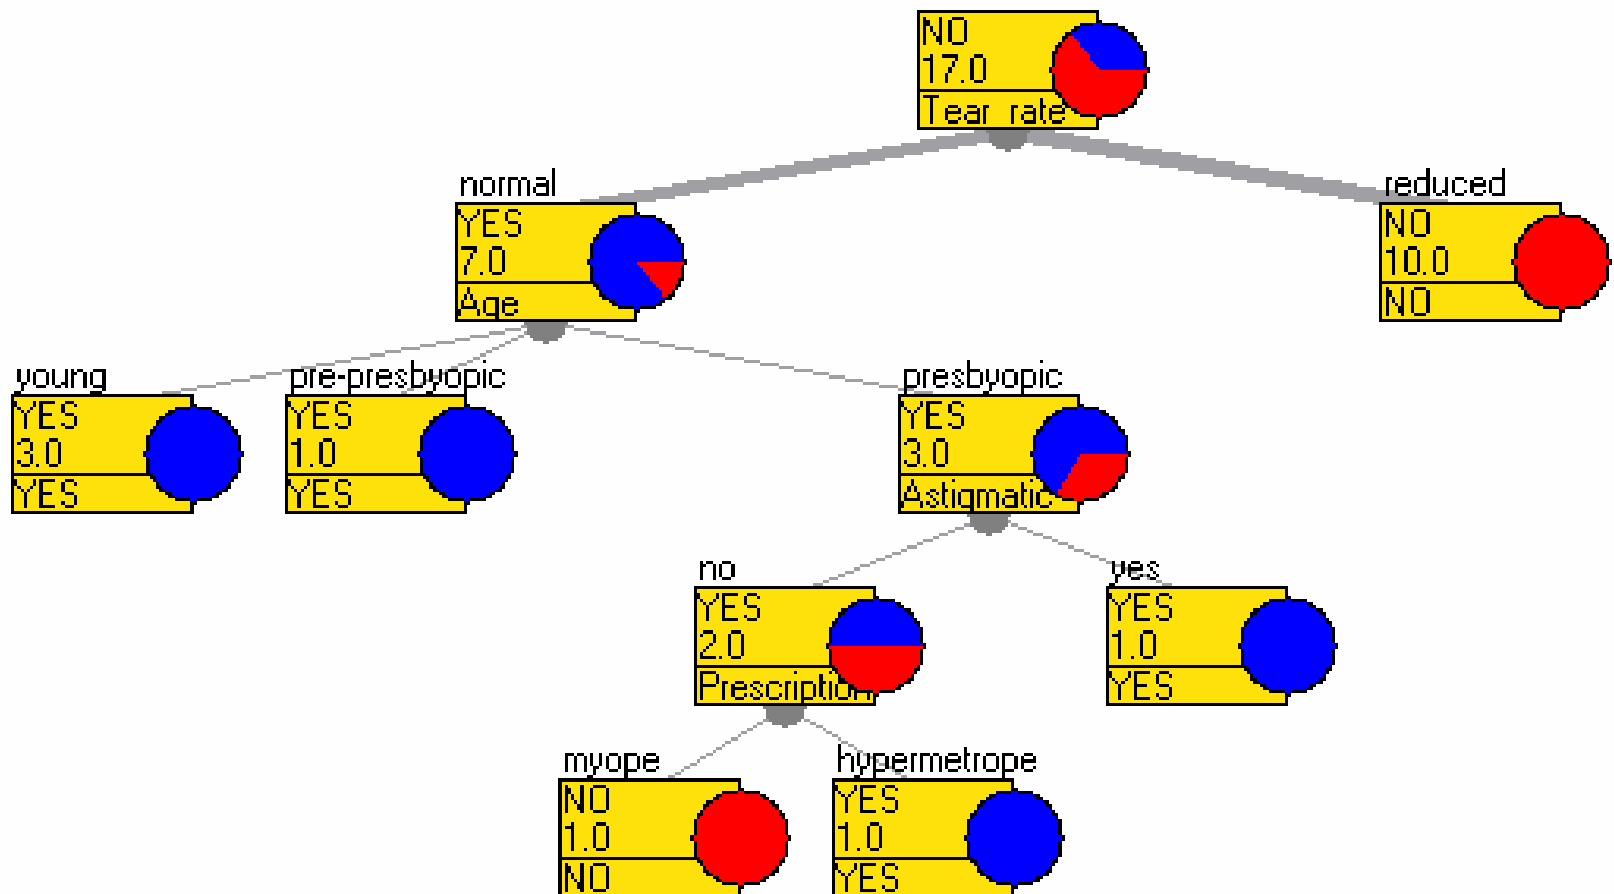 NO
17.0
Tear rate
normal
YES
7.0
Age
reduced
NO
10.0
NO
young
YES
3.0
YES
pre-presbyopic
YES
1.0
YES
presbyopic
YES
3.0
Astigmatic
no
YES
2.0
Prescription
yes
YES
1.0
YES
myope
NO
1.0
NO
hypermetrope
YES
1.0
YES